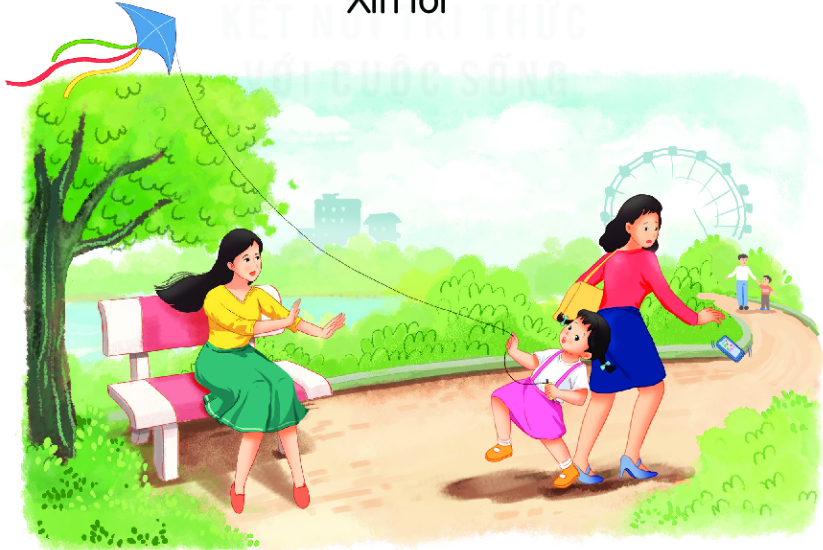 Xin lỗi
KẾT NỐI TRI THỨC
VỚI CUỘC SỐNG